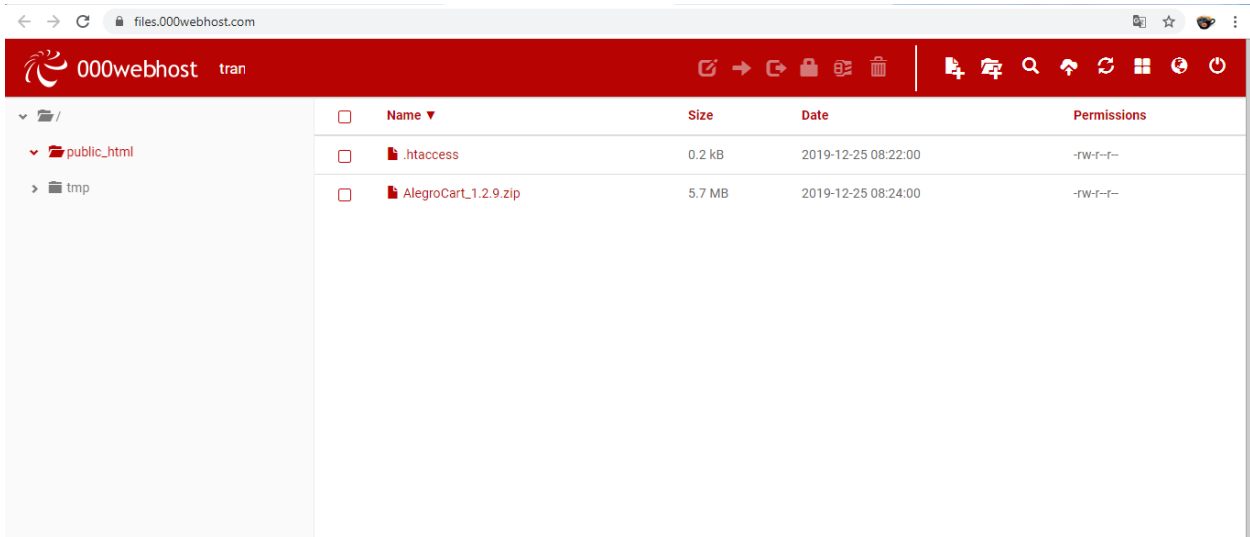 files.000webhost.com
000webhost tran
/
public_html
tmp
Name ▼ Size Date Permissions
.htaccess 0.2 kB 2019-12-25 08:22:00 -rw-r--r--
AlegroCart_1.2.9.zip 5.7 MB 2019-12-25 08:24:00 -rw-r--r--